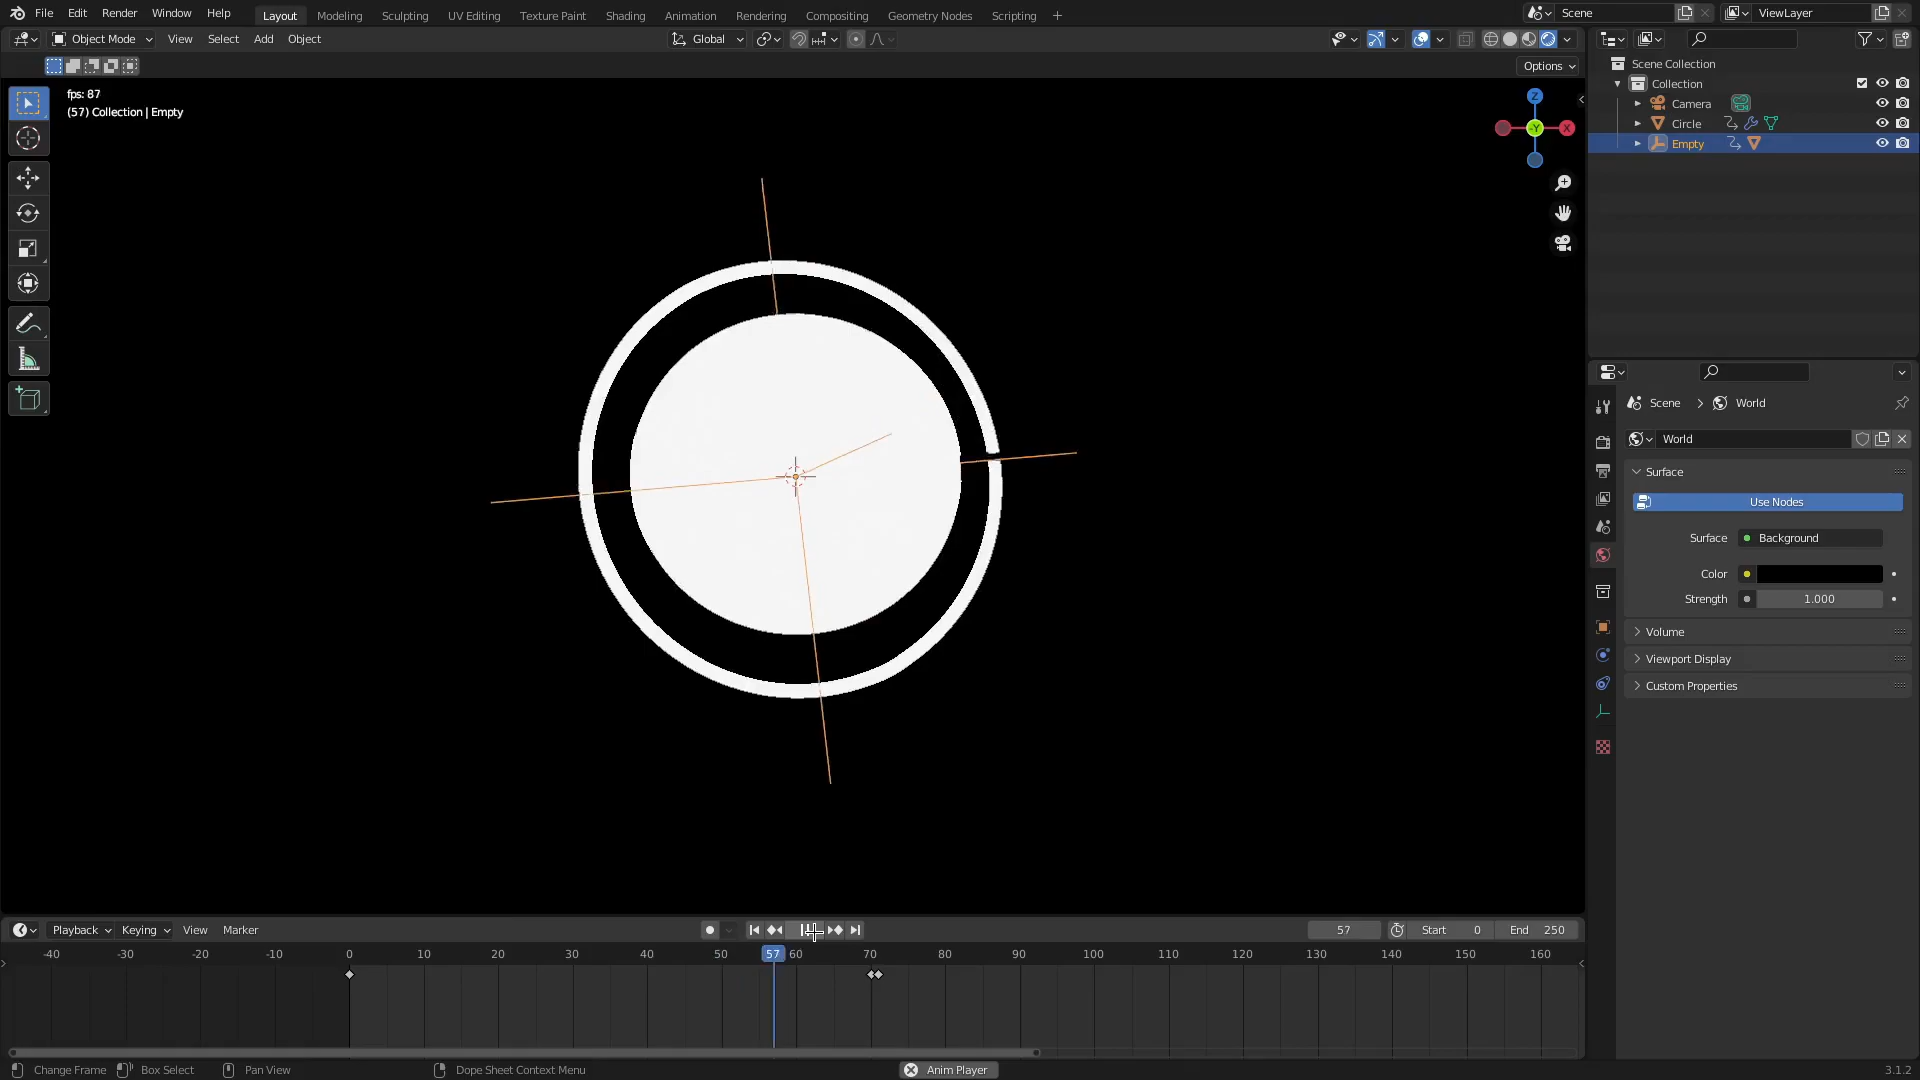 File Edit Render Window Help
Layout Modeling Sculpting UV Editing Texture Paint Shading Animation Rendering Compositing Geometry Nodes Scripting +
Scene
ViewLayer
Object Mode View Select Add Object
Global
Options
fps: 87
(57) Collection | Empty
Z
Y
X
Scene Collection
Collection
Camera
Circle
Empty
Scene > World
World
Surface
Use Nodes
Surface Background
Color
Strength 1.000
Volume
Viewport Display
Custom Properties
Playback Keying View Marker
57 Start 0 End 250
-40 -30 -20 -10 0 10 20 30 40 50 57 60 70 80 90 100 110 120 130 140 150 160
Change Frame Box Select Pan View Dope Sheet Context Menu Anim Player 3.1.2